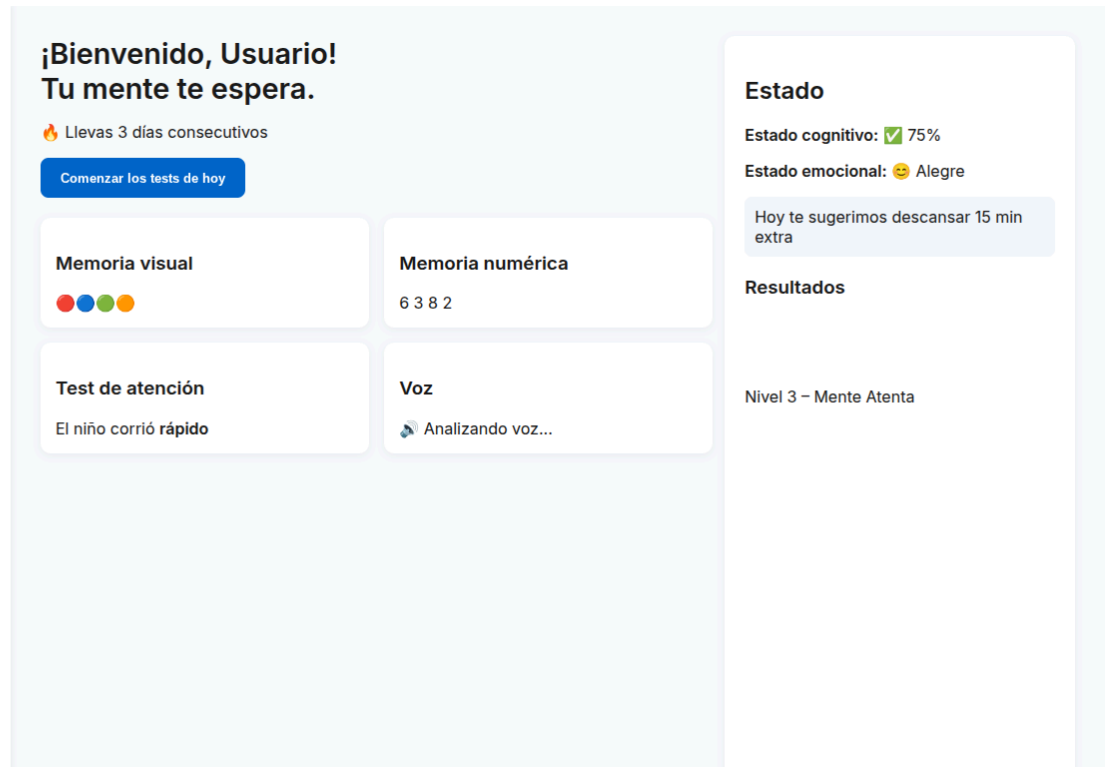 ¡Bienvenido, Usuario!
Tu mente te espera.
🔥 Llevas 3 días consecutivos
Comenzar los tests de hoy
Memoria visual
🔴🔵🟢🟠
Memoria numérica
6 3 8 2
Test de atención
El niño corrió rápido
Voz
🔊 Analizando voz...
Estado
Estado cognitivo: ✅ 75%
Estado emocional: 😊 Alegre
Hoy te sugerimos descansar 15 min
extra
Resultados
Nivel 3 – Mente Atenta